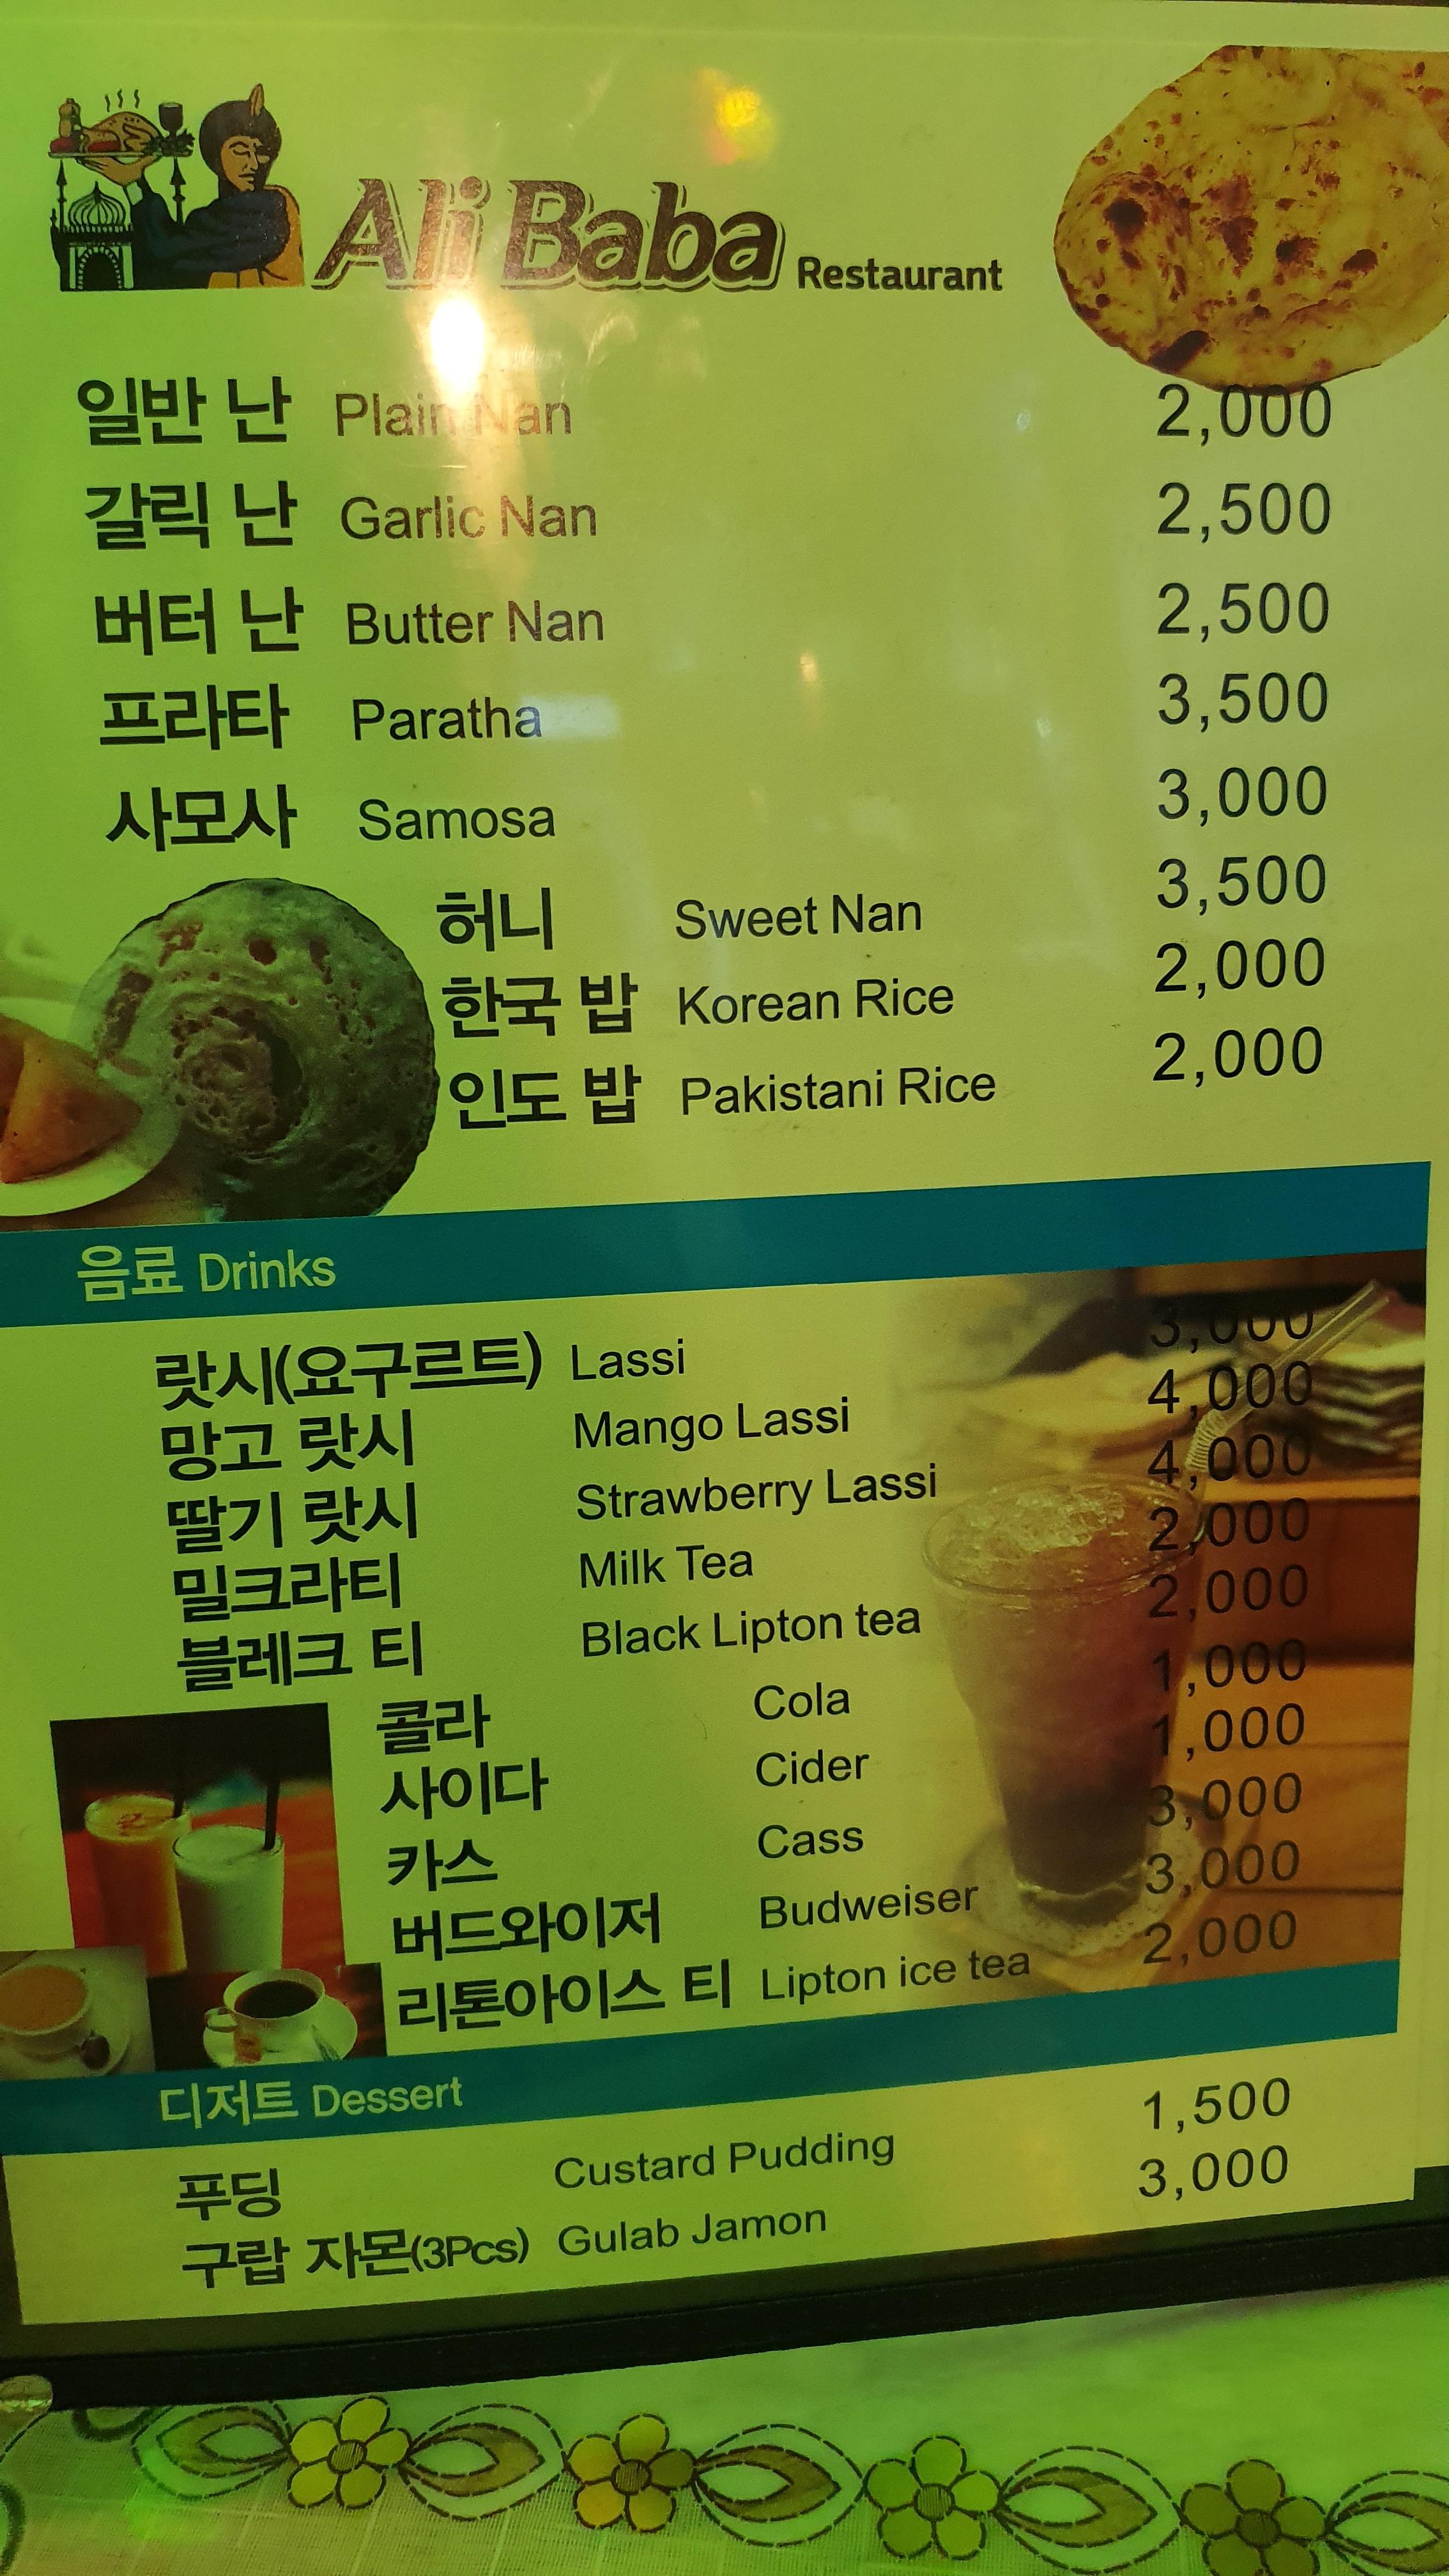 Ali Baba Restaurant
일반 난 Plain Nan 2,000
갈릭 난 Garlic Nan 2,500
버터 난 Butter Nan 2,500
프라타 Paratha 3,500
사모사 Samosa 3,000
허니 Sweet Nan 3,500
한국 밥 Korean Rice 2,000
인도 밥 Pakistani Rice 2,000
음료 Drinks
랏시(요구르트) Lassi 3,000
망고 랏시 Mango Lassi 4,000
딸기 랏시 Strawberry Lassi 4,000
밀크라티 Milk Tea 2,000
블레크 티 Black Lipton tea 2,000
콜라 Cola 1,000
사이다 Cider 1,000
카스 Cass 3,000
버드와이저 Budweiser 3,000
리톤아이스 티 Lipton ice tea 2,000
디저트 Dessert
푸딩 Custard Pudding 1,500
구랍 자몬(3Pcs) Gulab Jamon 3,000